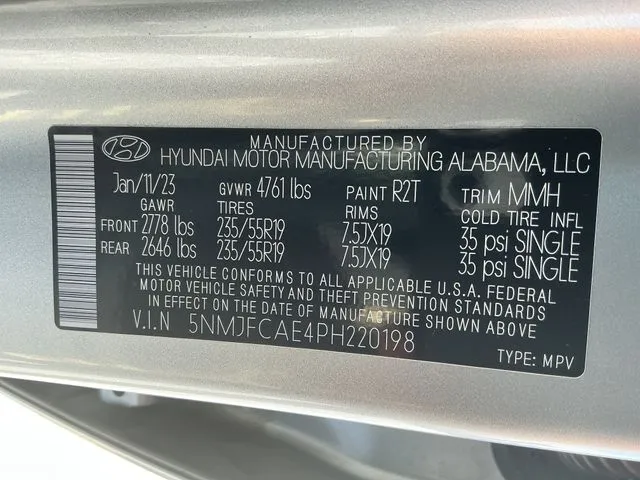 MANUFACTURED BY
HYUNDAI MOTOR MANUFACTURING ALABAMA, LLC
Jan/11/23 GVWR 4761 lbs PAINT R2T TRIM MMH
GAWR TIRES RIMS COLD TIRE INFL
FRONT 2778 lbs 235/55R19 7.5JX19 35 psi SINGLE
REAR 2646 lbs 235/55R19 7.5JX19 35 psi SINGLE
THIS VEHICLE CONFORMS TO ALL APPLICABLE FEDERAL
MOTOR VEHICLE SAFETY AND THEFT PREVENTION STANDARDS
IN EFFECT ON THE DATE OF MANUFACTURE SHOWN ABOVE
V.I.N 5NMJFCAE4PH220198
TYPE: MPV